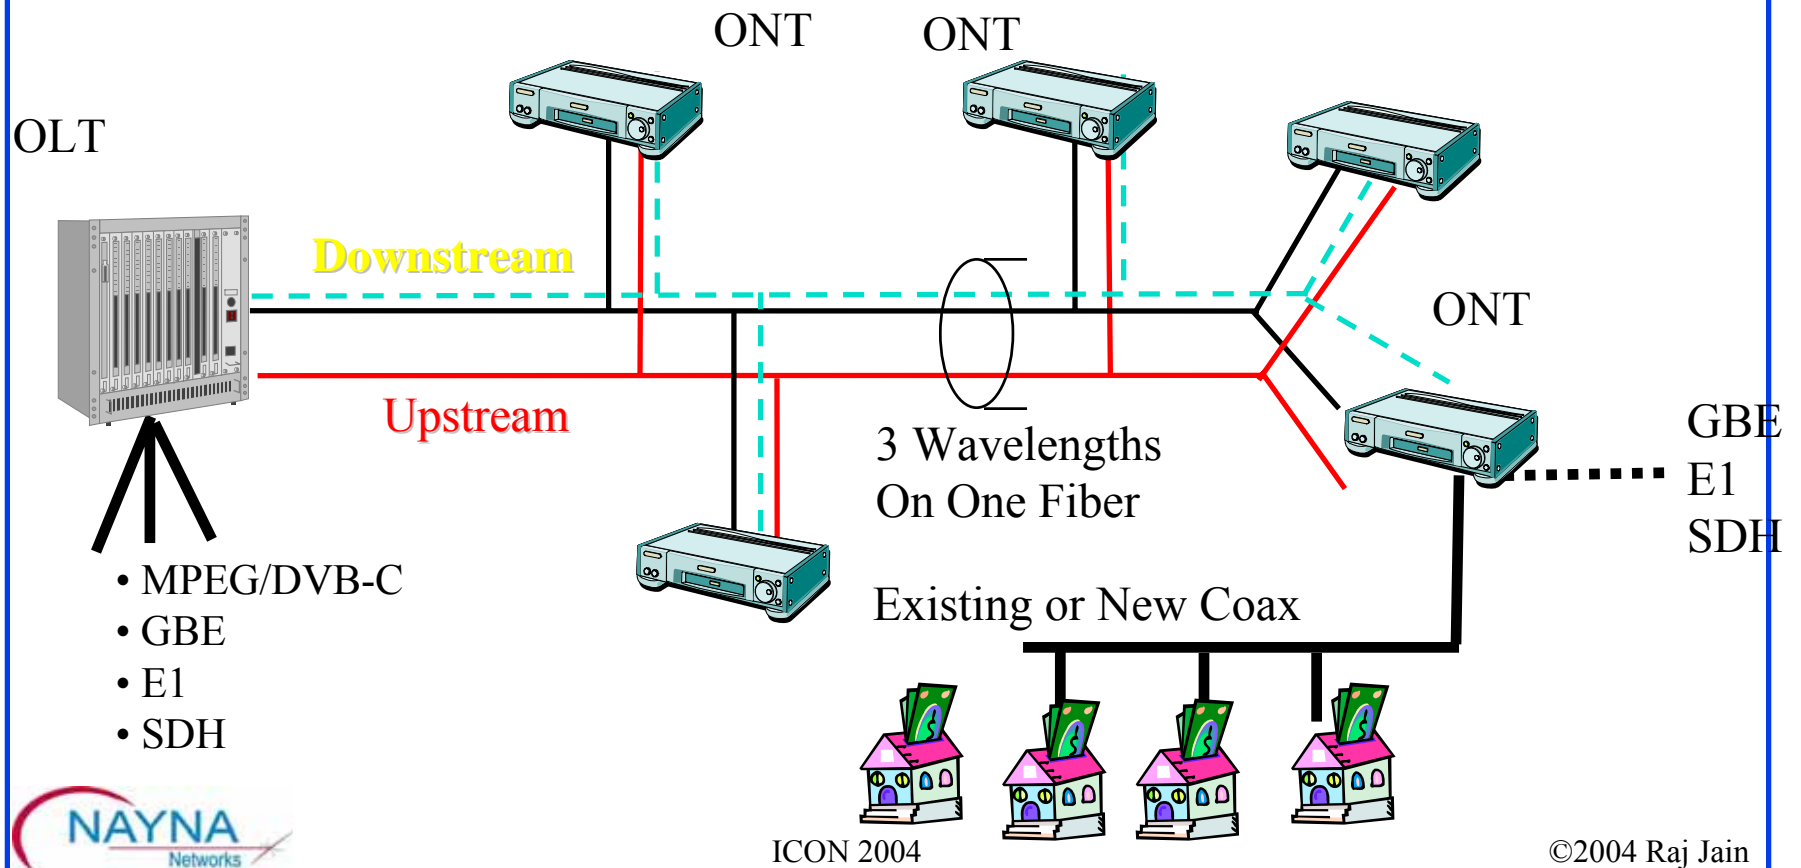 ONT
ONT
OLT
Downstream
ONT
Upstream
3 Wavelengths
On One Fiber
GBE
E1
SDH
• MPEG/DVB-C
• GBE
• E1
• SDH
Existing or New Coax
NAYNA
Networks
ICON 2004
©2004 Raj Jain